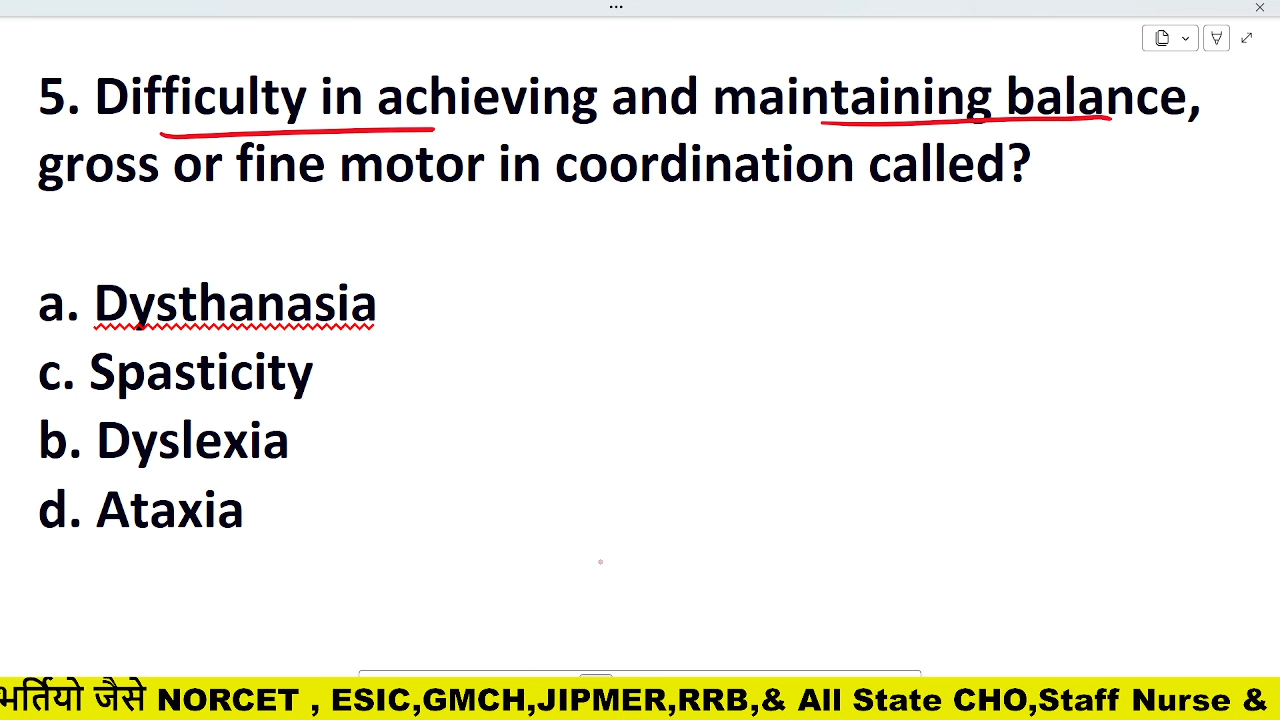 5. Difficulty in achieving and maintaining balance,
gross or fine motor in coordination called?
a. Dysthanasia
c. Spasticity
b. Dyslexia
d. Ataxia
भर्तियो जैसे NORCET , ESIC,GMCH,JIPMER,RRB,& All State CHO,Staff Nurse &